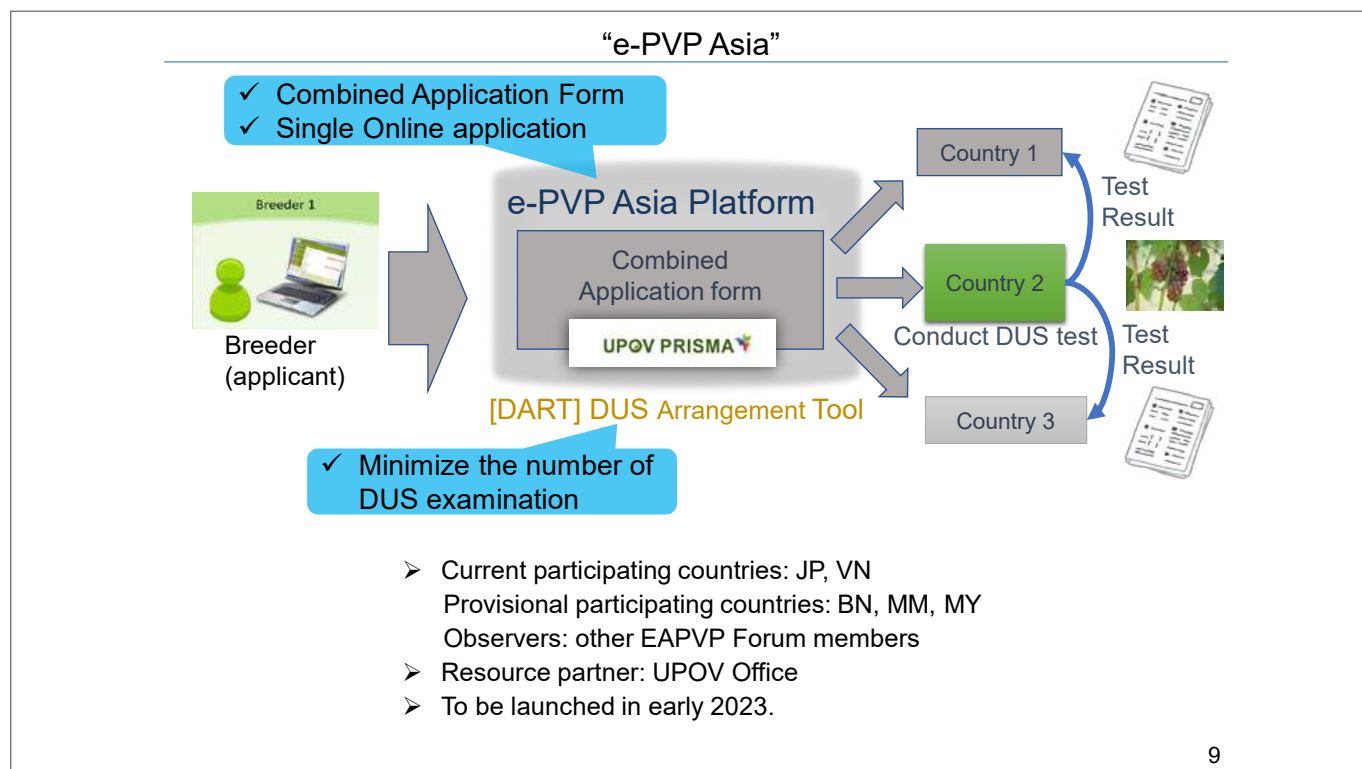 “e-PVP Asia”
✓ Combined Application Form
✓ Single Online application
Breeder 1
Breeder
(applicant)
e-PVP Asia Platform
Combined
Application form
UPOV PRISMA
[DART] DUS Arrangement Tool
✓ Minimize the number of
DUS examination
Country 1
Test
Result
Country 2
Conduct DUS test
Test
Result
Country 3
➢ Current participating countries: JP, VN
Provisional participating countries: BN, MM, MY
Observers: other EAPVP Forum members
➢ Resource partner: UPOV Office
➢ To be launched in early 2023.
9